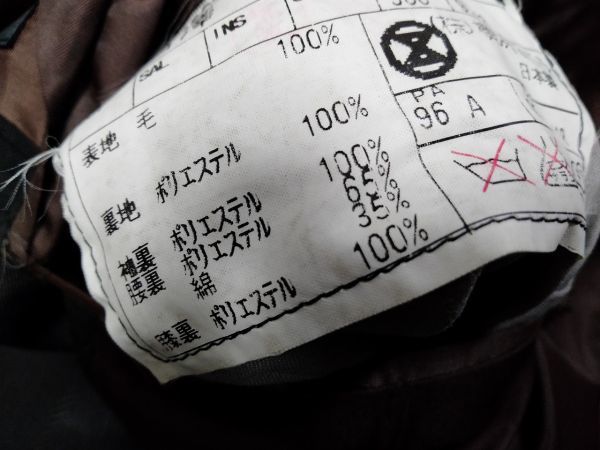 SAL INS
表地 毛 100%
裏地 ポリエステル 100%
袖裏 ポリエステル 100%
腰裏 ポリエステル 65%
綿 35%
膝裏 ポリエステル 100%
PA
96 A